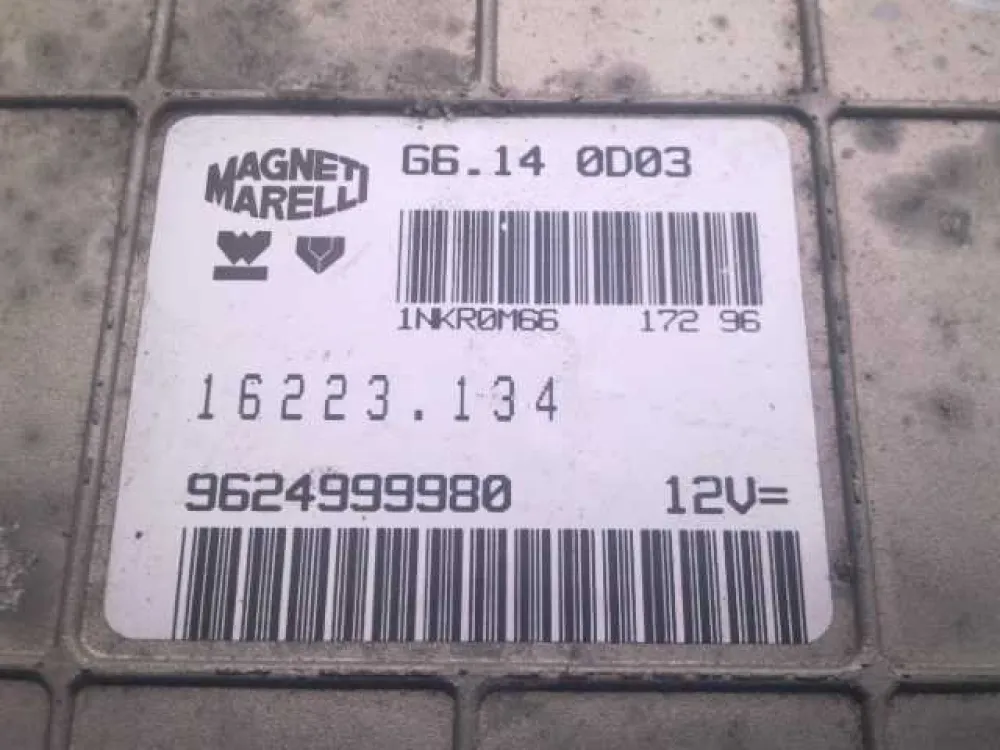 MAGNETI MARELLI
G6.14 0D03
1NKR0M66 172 96
16223.134
9624999980 12V=